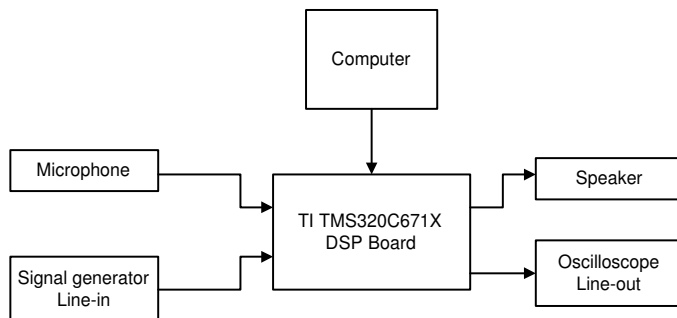 Computer
Microphone
TI TMS320C671X
DSP Board
Speaker
Signal generator
Line-in
Oscilloscope
Line-out